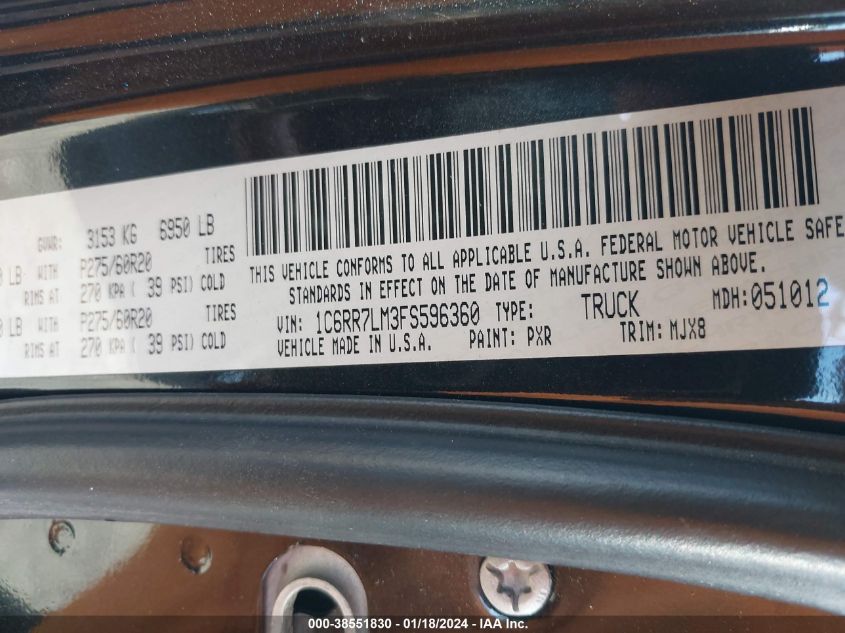 GVWR: 3153 KG 6950 LB
LB WITH P275/60R20 TIRES
RIMS AT 270 KPA ( 39 PSI) COLD
LB WITH P275/60R20 TIRES
RIMS AT 270 KPA ( 39 PSI) COLD
THIS VEHICLE CONFORMS TO ALL APPLICABLE U.S.A. FEDERAL MOTOR VEHICLE SAFE
STANDARDS IN EFFECT ON THE DATE OF MANUFACTURE SHOWN ABOVE.
VIN: 1C6RR7LM3FS596360 TYPE: TRUCK MDH:051012
VEHICLE MADE IN U.S.A. PAINT: PXR TRIM: MJX8
000-38551830 - 01/18/2024 - IAA Inc.